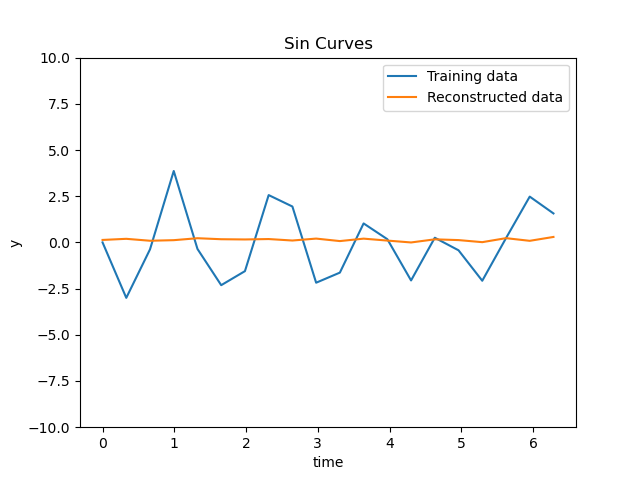 Sin Curves
Training data
Reconstructed data
10.0
7.5
5.0
2.5
0.0
−2.5
−5.0
−7.5
−10.0
y
0 1 2 3 4 5 6
time